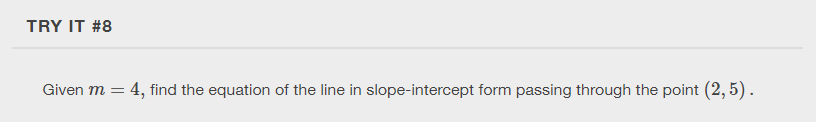 TRY IT #8
Given m = 4, find the equation of the line in slope-intercept form passing through the point (2, 5) .